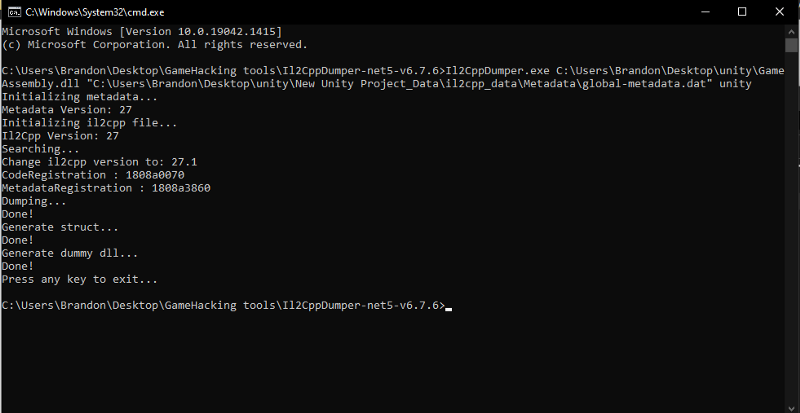 C:\Windows\System32\cmd.exe
Microsoft Windows [Version 10.0.19042.1415]
(c) Microsoft Corporation. All rights reserved.
C:\Users\Brandon\Desktop\GameHacking tools\Il2CppDumper-net5-v6.7.6>Il2CppDumper.exe C:\Users\Brandon\Desktop\unity\Game
Assembly.dll "C:\Users\Brandon\Desktop\unity\New Unity Project_Data\il2cpp_data\Metadata\global-metadata.dat" unity
Initializing metadata...
Metadata Version: 27
Initializing il2cpp file...
Il2Cpp Version: 27
Searching...
Change il2cpp version to: 27.1
CodeRegistration : 1808a0070
MetadataRegistration : 1808a3860
Dumping...
Done!
Generate struct...
Done!
Generate dummy dll...
Done!
Press any key to exit...
C:\Users\Brandon\Desktop\GameHacking tools\Il2CppDumper-net5-v6.7.6>